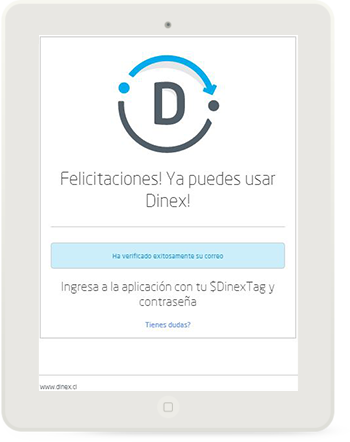 D
Felicitaciones! Ya puedes usar
Dinex!
Ha verificado exitosamente su correo
Ingresa a la aplicación con tu $DinexTag y
contraseña
Tienes dudas?
www.dinex.cl